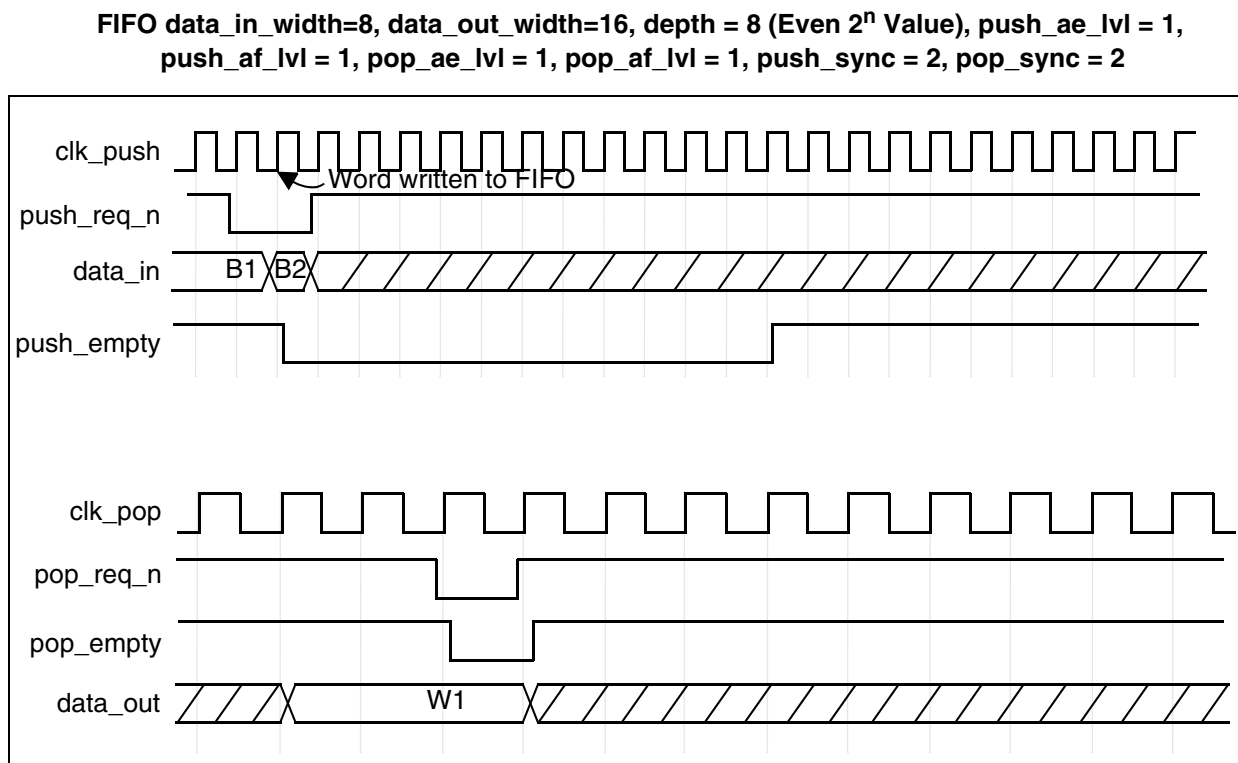 FIFO data_in_width=8, data_out_width=16, depth = 8 (Even 2ⁿ Value), push_ae_lvl = 1,
push_af_lvl = 1, pop_ae_lvl = 1, pop_af_lvl = 1, push_sync = 2, pop_sync = 2
clk_push
Word written to FIFO
push_req_n
data_in B1 B2
push_empty
clk_pop
pop_req_n
pop_empty
data_out W1